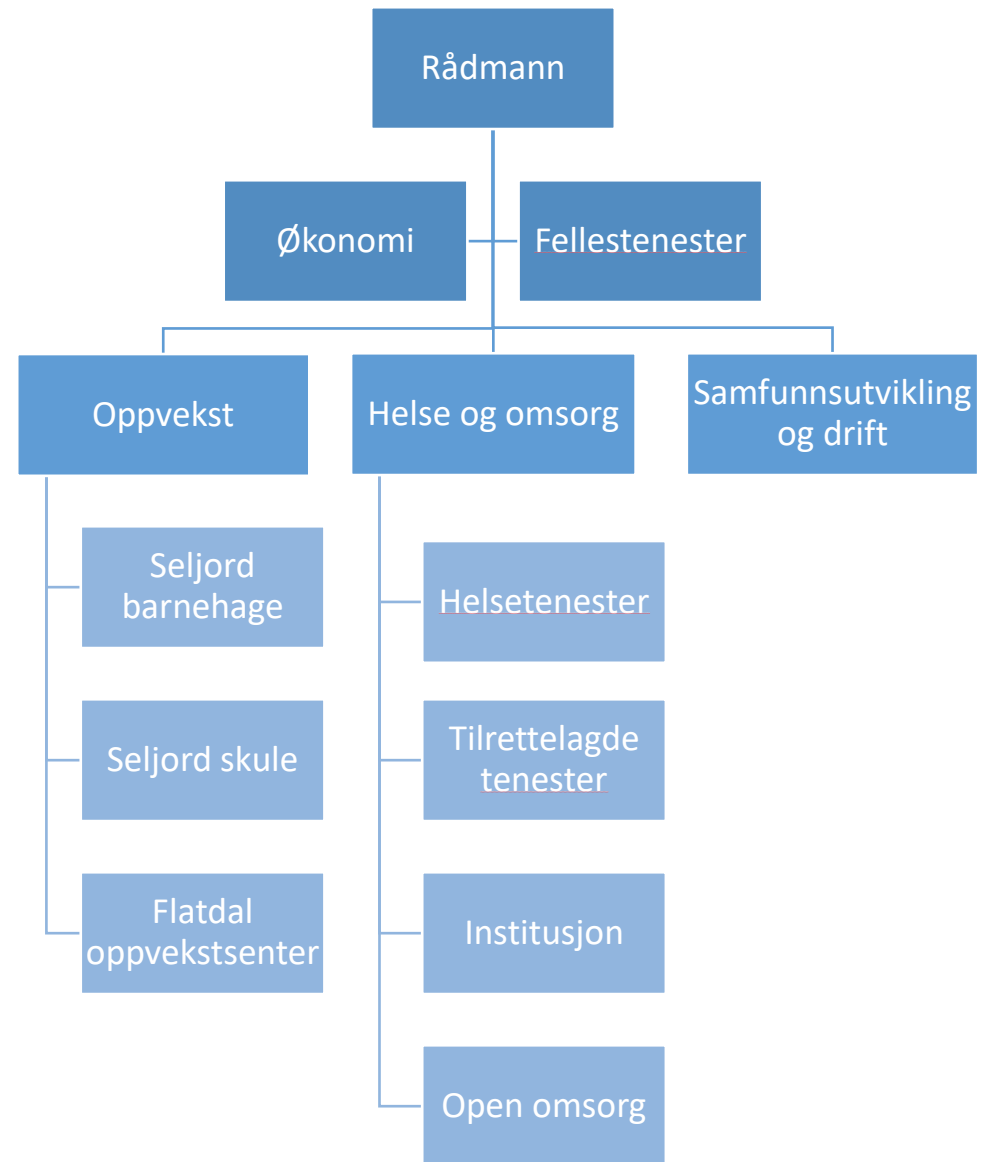 Rådmann
Økonomi
Fellestenester
Oppvekst
Helse og omsorg
Samfunnsutvikling
og drift
Seljord
barnehage
Seljord skule
Flatdal
oppvekstsenter
Helsetenester
Tilrettelagde
tenester
Institusjon
Open omsorg